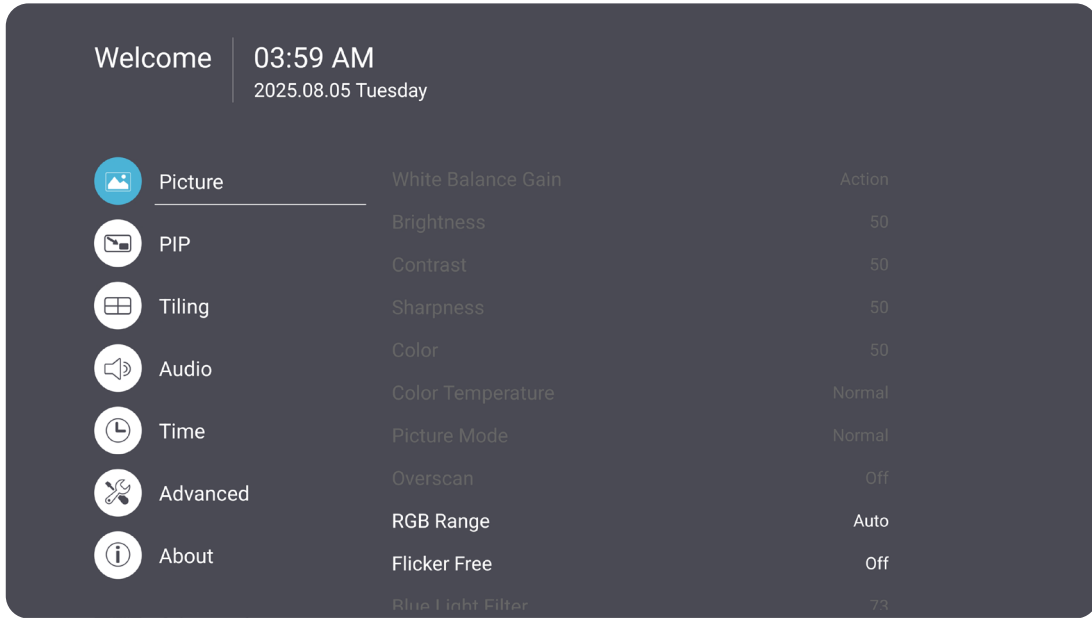 Welcome
03:59 AM
2025.08.05 Tuesday
Picture
PIP
Tiling
Audio
Time
Advanced
About
White Balance Gain Action
Brightness 50
Contrast 50
Sharpness 50
Color 50
Color Temperature Normal
Picture Mode Normal
Overscan Off
RGB Range Auto
Flicker Free Off
Blue Light Filter 73